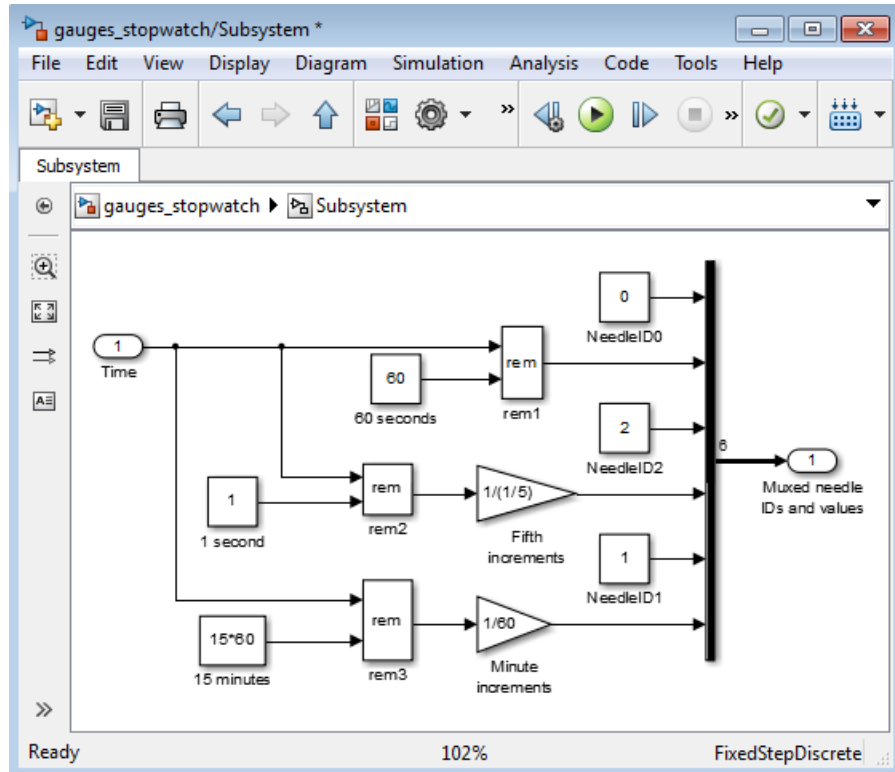 gauges_stopwatch/Subsystem *
File Edit View Display Diagram Simulation Analysis Code Tools Help
Subsystem
gauges_stopwatch Subsystem
0
NeedleID0
1
Time
60
60 seconds
rem
rem1
2
NeedleID2
6
1
Muxed needle
IDs and values
1
1 second
rem
rem2
1/(1/5)
Fifth
increments
1
NeedleID1
15*60
15 minutes
rem
rem3
1/60
Minute
increments
Ready 102% FixedStepDiscrete